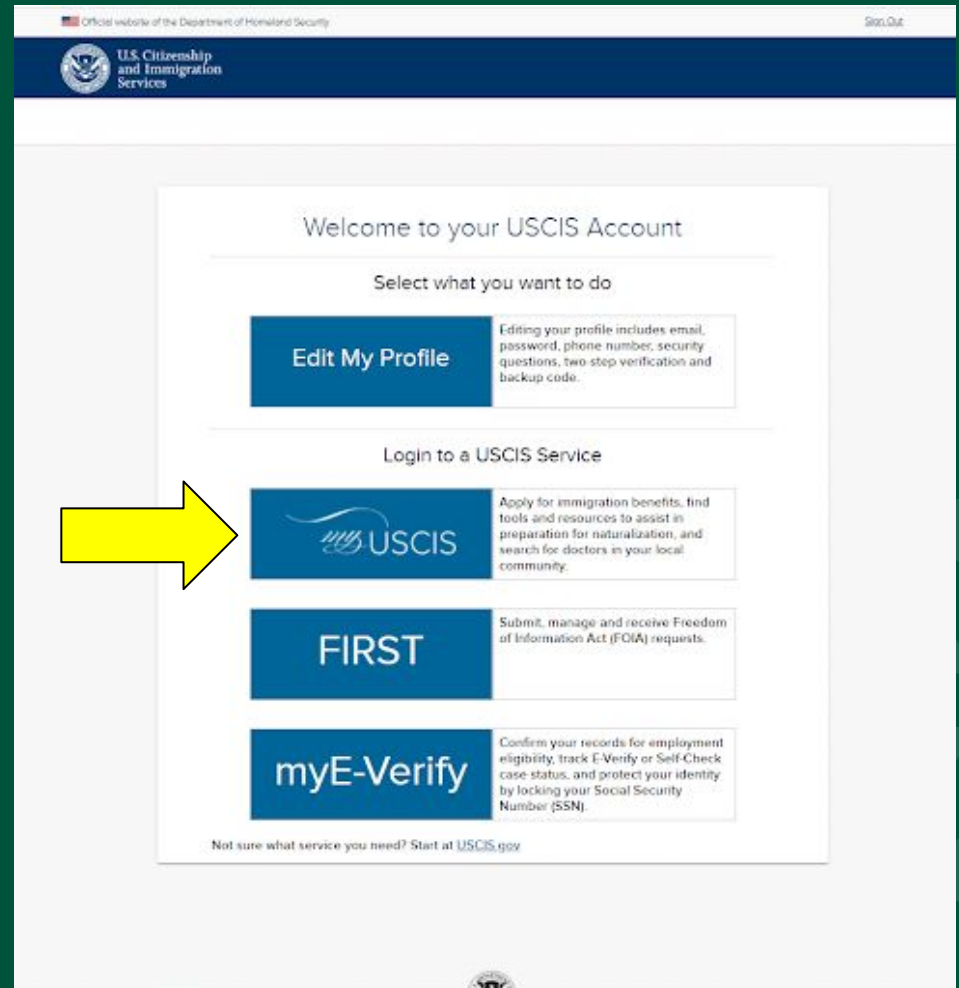 Official website of the Department of Homeland Security
Sign Out
U.S. Citizenship
and Immigration
Services
Welcome to your USCIS Account
Select what you want to do
Edit My Profile
Editing your profile includes email,
password, phone number, security
questions, two step verification and
backup code.
Login to a USCIS Service
my USCIS
Apply for immigration benefits, find
tools and resources to assist in
preparation for naturalization, and
search for doctors in your local
community.
FIRST
Submit, manage and receive Freedom
of Information Act (FOIA) requests.
myE-Verify
Confirm your records for employment
eligibility, track E-Verify or Self-Check
case status, and protect your identity
by locking your Social Security
Number (SSN).
Not sure what service you need? Start at USCIS.gov